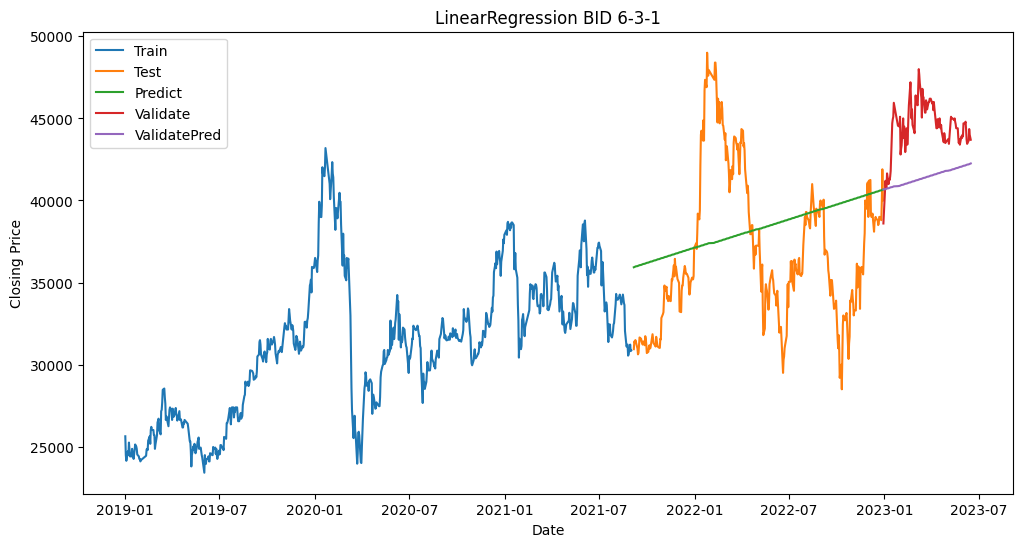 LinearRegression BID 6-3-1
Train
Test
Predict
Validate
ValidatePred
Closing Price
50000
45000
40000
35000
30000
25000
2019-01 2019-07 2020-01 2020-07 2021-01 2021-07 2022-01 2022-07 2023-01 2023-07
Date